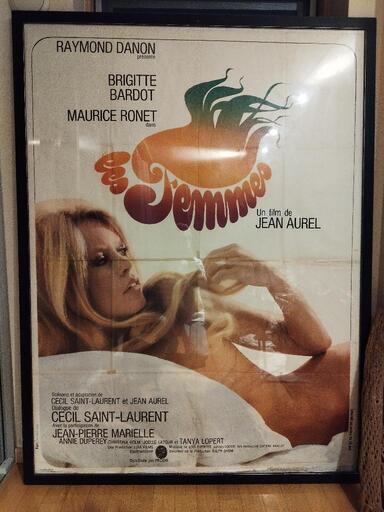 RAYMOND DANON
présente
BRIGITTE
BARDOT
MAURICE RONET
dans
les Femmes
Un film de
JEAN AUREL
Scénario et adaptation de
CECIL SAINT-LAURENT et JEAN AUREL
Dialogue de
CECIL SAINT-LAURENT
Avec la participation de
JEAN-PIERRE MARIELLE
ANNIE DUPEREY
et TANYA LOPERT